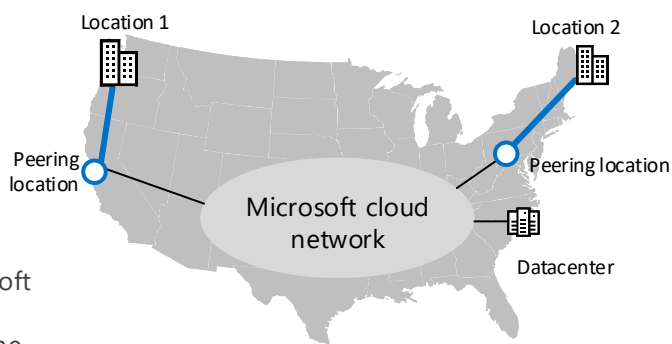 Location 1
Location 2
Peering
location
Peering location
Microsoft cloud
network
Datacenter
oft